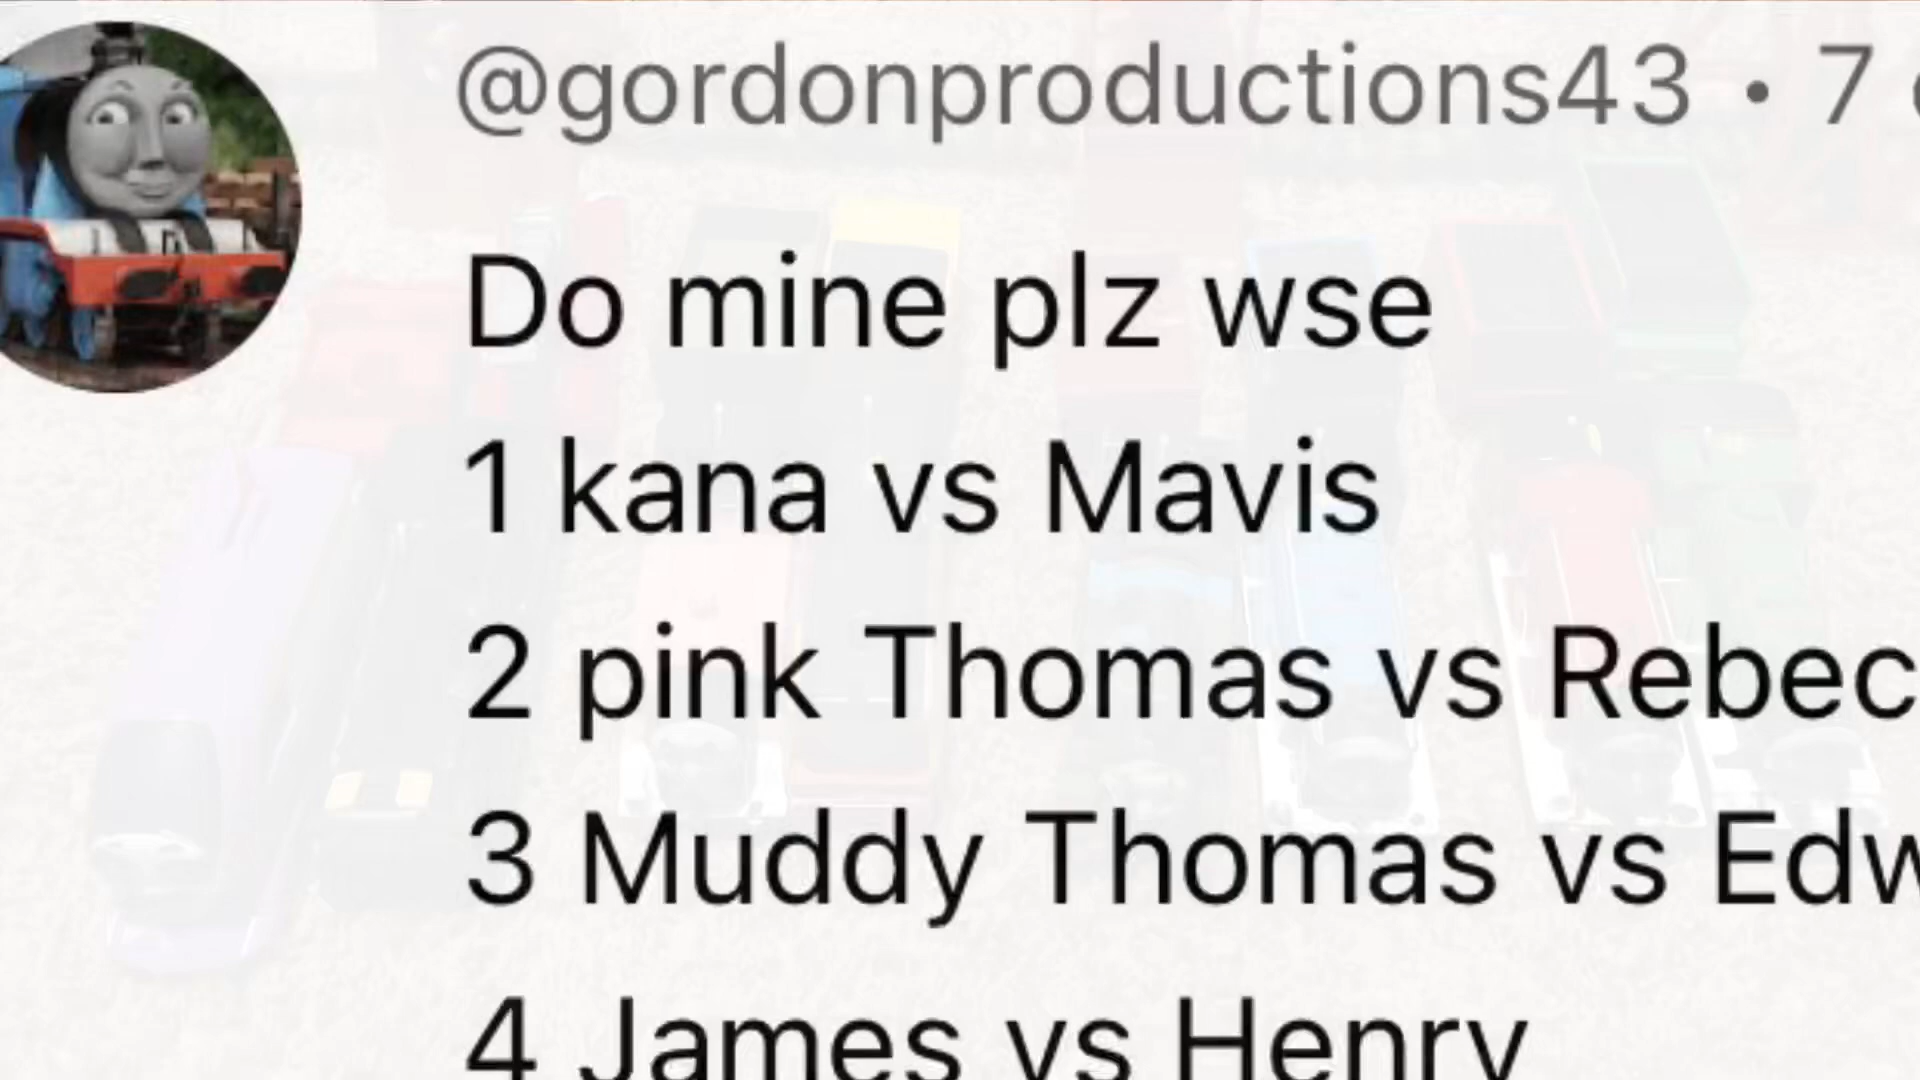 @gordonproductions43 • 7
Do mine plz wse
1 kana vs Mavis
2 pink Thomas vs Rebec
3 Muddy Thomas vs Edw
4 James vs Henry